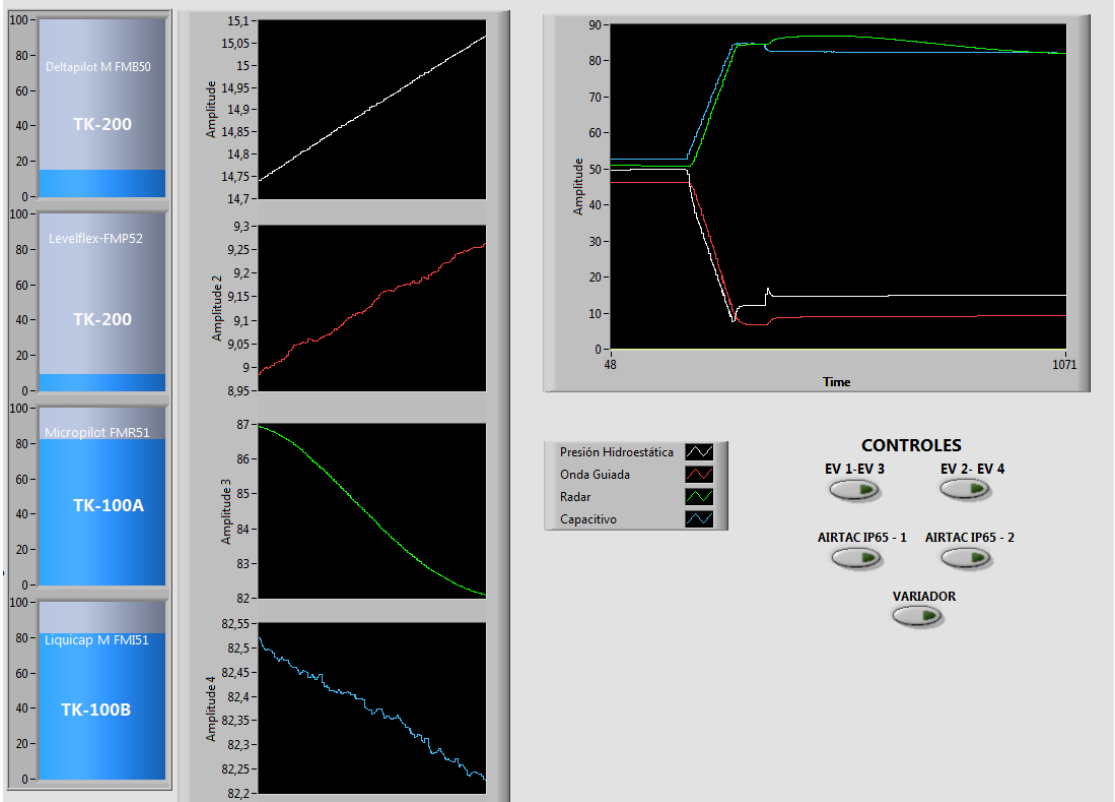 100
80
60
40
20
0
Deltapilot M FMB50
TK-200
100
80
60
40
20
0
Levelflex-FMP52
TK-200
100
80
60
40
20
0
Micropilot FMR51
TK-100A
100
80
60
40
20
0
Liquicap M FMI51
TK-100B
Amplitude
15,1
15,05
15
14,95
14,9
14,85
14,8
14,75
14,7
Amplitude 2
9,3
9,25
9,2
9,15
9,1
9,05
9
8,95
Amplitude 3
87
86
85
84
83
82
Amplitude 4
82,55
82,5
82,45
82,4
82,35
82,3
82,25
82,2
Amplitude
90
80
70
60
50
40
30
20
10
0
48
1071
Time
Presión Hidroestática
Onda Guiada
Radar
Capacitivo
CONTROLES
EV 1-EV 3
EV 2- EV 4
AIRTAC IP65 - 1
AIRTAC IP65 - 2
VARIADOR